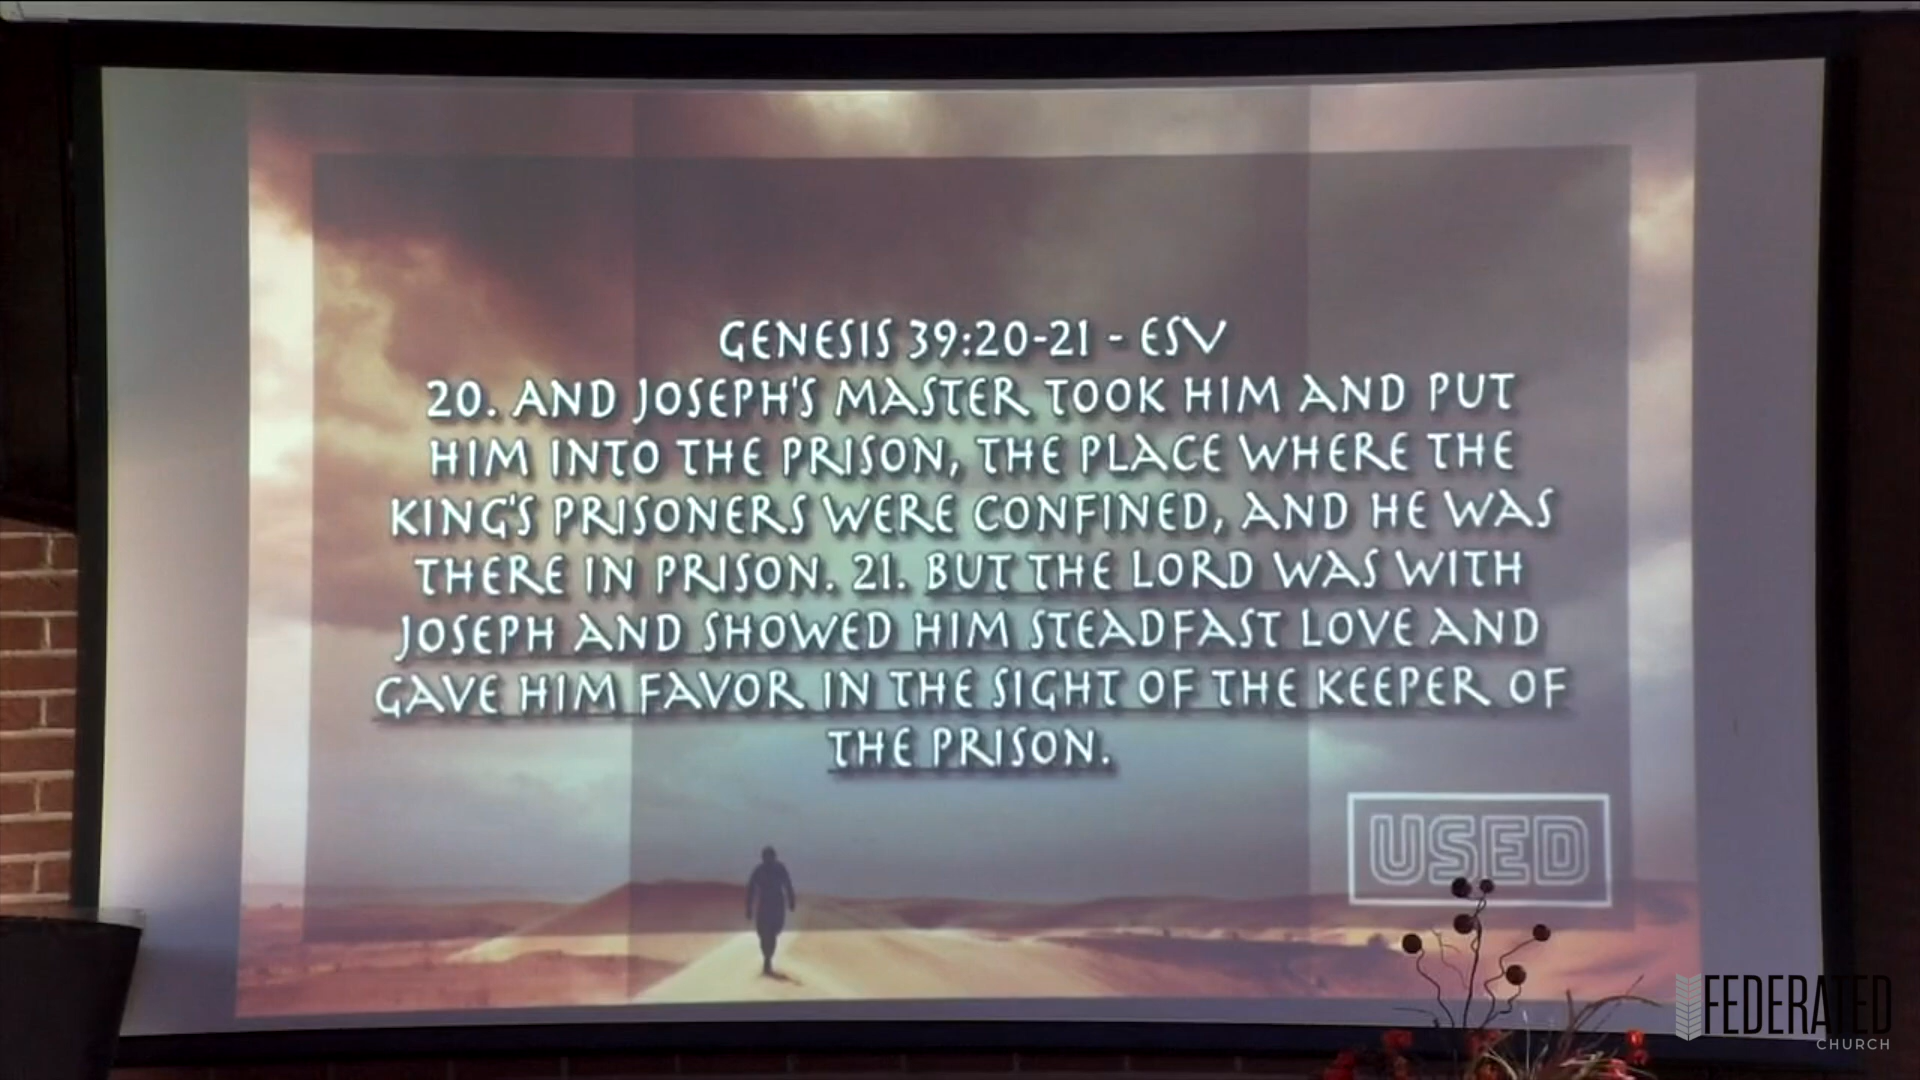 GENESIS 39:20-21 - ESV
20. AND JOSEPH'S MASTER TOOK HIM AND PUT
HIM INTO THE PRISON, THE PLACE WHERE THE
KING'S PRISONERS WERE CONFINED, AND HE WAS
THERE IN PRISON. 21. BUT THE LORD WAS WITH
JOSEPH AND SHOWED HIM STEADFAST LOVE AND
GAVE HIM FAVOR IN THE SIGHT OF THE KEEPER OF
THE PRISON.
USED
FEDERATED
CHURCH